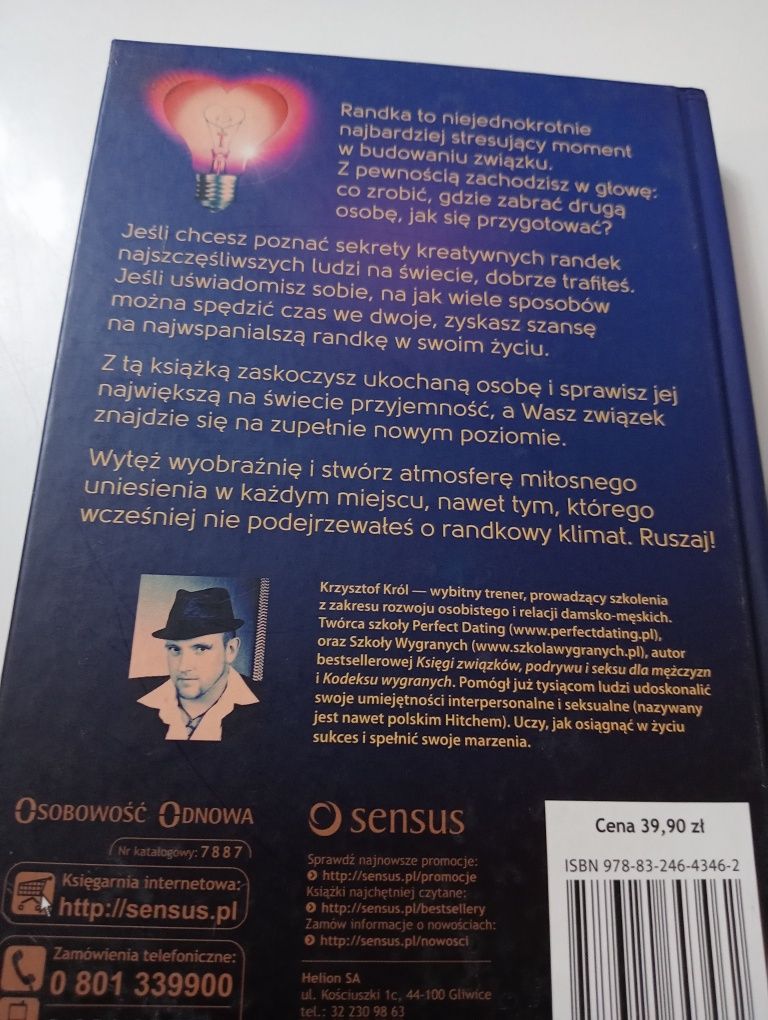 Randka to niejednokrotnie
najbardziej stresujący moment
w budowaniu związku.
Z pewnością zachodzisz w głowę:
co zrobić, gdzie zabrać drugą
osobę, jak się przygotować?
Jeśli chcesz poznać sekrety kreatywnych randek
najszczęśliwszych ludzi na świecie, dobrze trafiłeś.
Jeśli uświadomisz sobie, na jak wiele sposobów
można spędzić czas we dwoje, zyskasz szansę
na najwspanialszą randkę w swoim życiu.
Z tą książką zaskoczysz ukochaną osobę i sprawisz jej
największą na świecie przyjemność, a Wasz związek
znajdzie się na zupełnie nowym poziomie.
Wytęż wyobraźnię i stwórz atmosferę miłosnego
uniesienia w każdym miejscu, nawet tym, którego
wcześniej nie podejrzewałeś o randkowy klimat. Ruszaj!
Krzysztof Król — wybitny trener, prowadzący szkolenia
z zakresu rozwoju osobistego i relacji damsko-męskich.
Twórca szkoły Perfect Dating (www.perfectdating.pl),
oraz Szkoły Wygranych (www.szkolawygranych.pl), autor
bestsellerowej Księgi związków, podrywu i seksu dla mężczyzn
i Kodeksu wygranych. Pomógł już tysiącom ludzi udoskonalić
swoje umiejętności interpersonalne i seksualne (nazywany
jest nawet polskim Hitchem). Uczy, jak osiągnąć w życiu
sukces i spełnić swoje marzenia.
OSOBOWOŚĆ ODNOWA
Nr katalogowy: 7887
Księgarnia internetowa:
http://sensus.pl
Zamówienia telefoniczne:
0 801 339900
sensus
Sprawdź najnowsze promocje:
http://sensus.pl/promocje
Książki najchętniej czytane:
http://sensus.pl/bestsellery
Zamów informacje o nowościach:
http://sensus.pl/nowosci
Helion SA
ul. Kościuszki 1c, 44-100 Gliwice
tel.: 32 230 98 63
Cena 39,90 zł
ISBN 978-83-246-4346-2